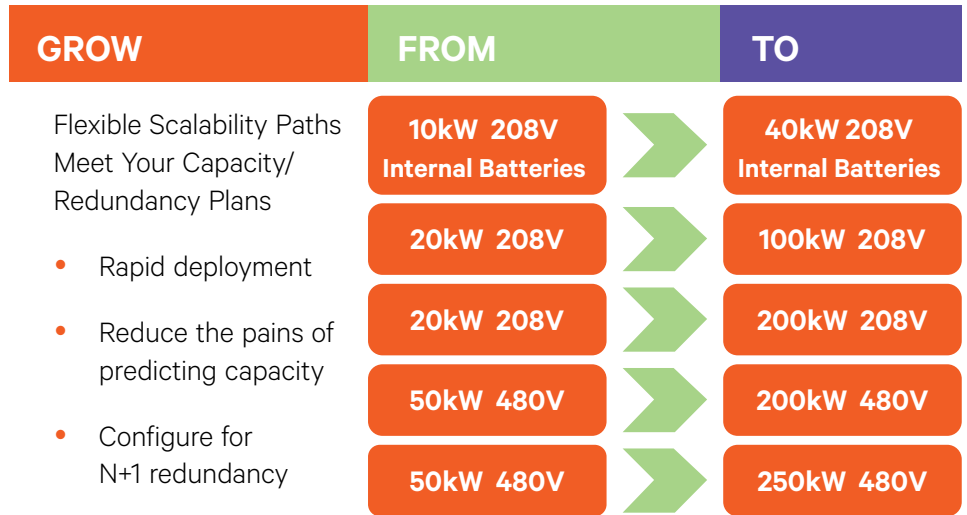 GROW
FROM
TO
Flexible Scalability Paths
Meet Your Capacity/
Redundancy Plans
• Rapid deployment
• Reduce the pains of
predicting capacity
• Configure for
N+1 redundancy
10kW 208V
Internal Batteries
40kW 208V
Internal Batteries
20kW 208V
100kW 208V
20kW 208V
200kW 208V
50kW 480V
200kW 480V
50kW 480V
250kW 480V